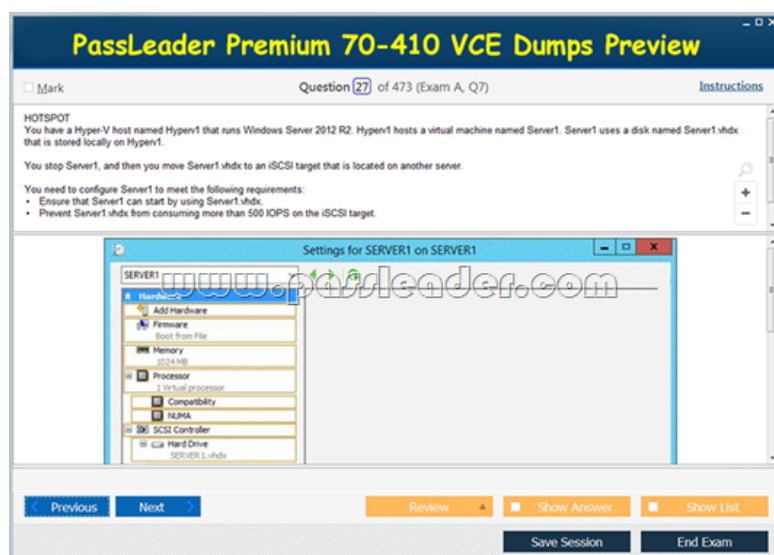 PassLeader Premium 70-410 VCE Dumps Preview
Mark
Question 27 of 473 (Exam A, Q7)
Instructions
HOTSPOT
You have a Hyper-V host named Hyperv1 that runs Windows Server 2012 R2. Hyperv1 hosts a virtual machine named Server1. Server1 uses a disk named Server1.vhdx
that is stored locally on Hyperv1.
You stop Server1, and then you move Server1.vhdx to an iSCSI target that is located on another server.
You need to configure Server1 to meet the following requirements:
• Ensure that Server1 can start by using Server1.vhdx.
• Prevent Server1.vhdx from consuming more than 500 IOPS on the iSCSI target.
Settings for SERVER1 on SERVER1
SERVER1
www.passleader.com
Hardware
Add Hardware
Firmware
Boot from File
Memory
1024 MB
Processor
1 Virtual processor
Compatibility
NUMA
SCSI Controller
Hard Drive
SERVER1.vhdx
Previous
Next
Review
Show Answer
Show List
Save Session
End Exam